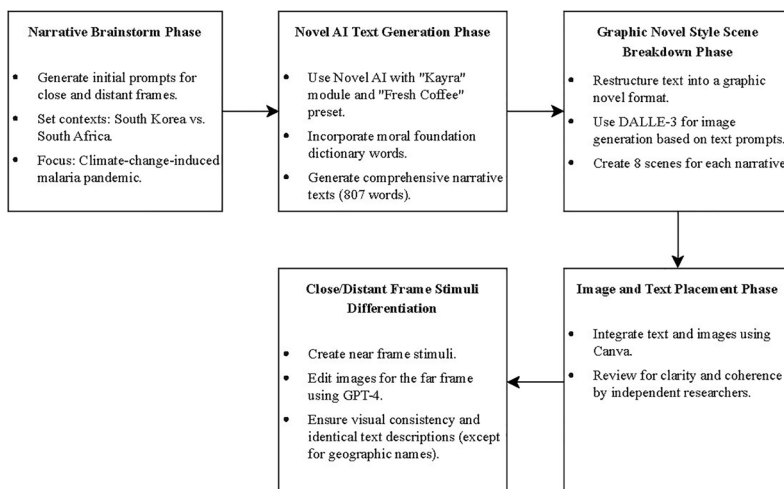 Narrative Brainstorm Phase
• Generate initial prompts for
close and distant frames.
• Set contexts: South Korea vs.
South Africa.
• Focus: Climate-change-induced
malaria pandemic.
Novel AI Text Generation Phase
• Use Novel AI with "Kayra"
module and "Fresh Coffee"
preset.
• Incorporate moral foundation
dictionary words.
• Generate comprehensive narrative
texts (807 words).
Graphic Novel Style Scene
Breakdown Phase
• Restructure text into a graphic
novel format.
• Use DALLE-3 for image
generation based on text prompts.
• Create 8 scenes for each narrative
Image and Text Placement Phase
• Integrate text and images using
Canva.
• Review for clarity and coherence
by independent researchers.
Close/Distant Frame Stimuli
Differentiation
• Create near frame stimuli.
• Edit images for the far frame
using GPT-4.
• Ensure visual consistency and
identical text descriptions (except
for geographic names).